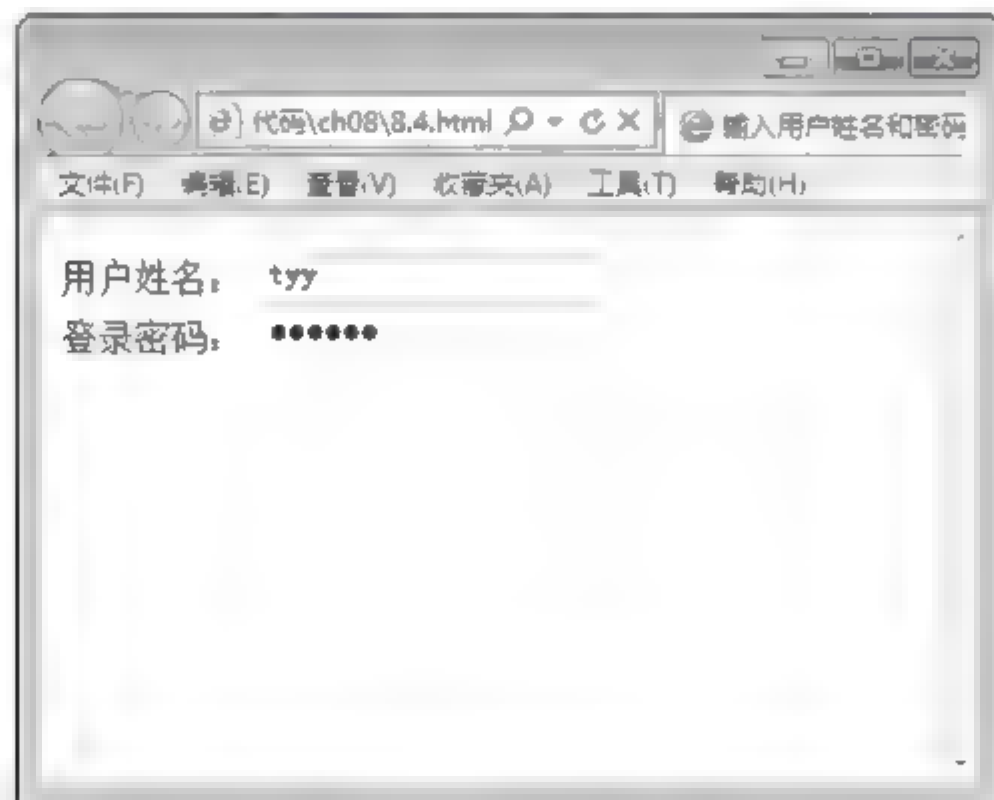 代码\ch08\8.4.html
输入用户姓名和密码
文件(F) 编辑(E) 查看(V) 收藏夹(A) 工具(T) 帮助(H)
用户姓名： tyy
登录密码： ●●●●●●